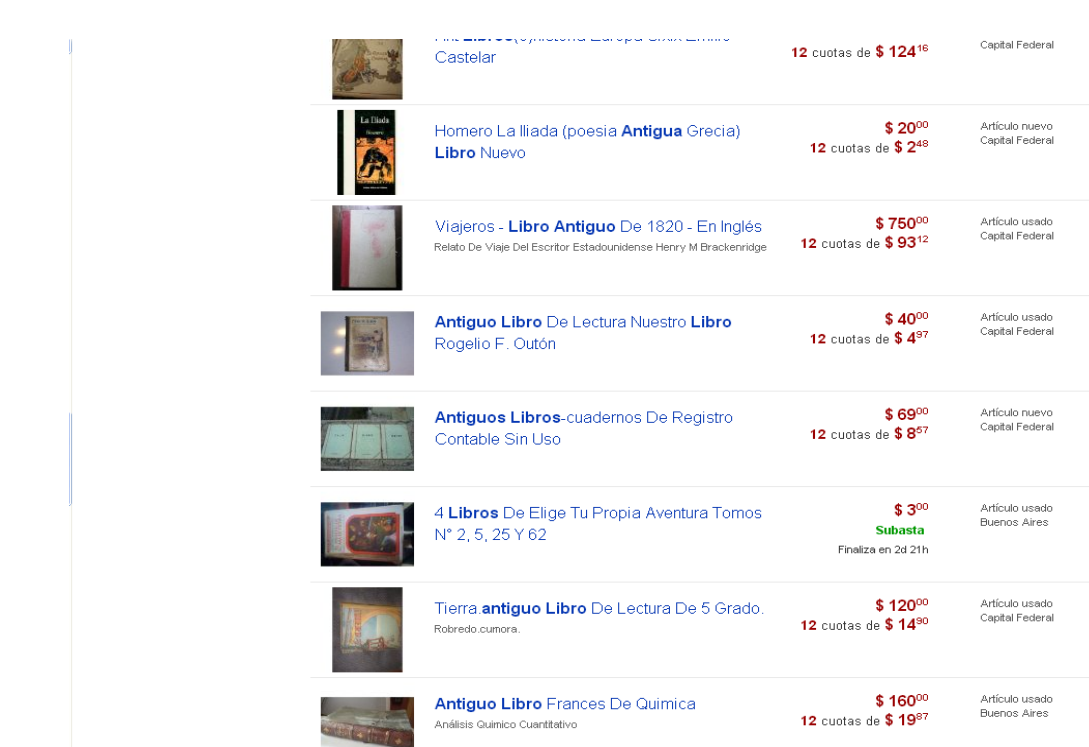 Castelar
12 cuotas de $ 124¹⁶
Capital Federal
La Iliada
Homero La Iliada (poesia Antigua Grecia)
Libro Nuevo
$ 20⁰⁰
12 cuotas de $ 2⁴⁸
Artículo nuevo
Capital Federal
Viajeros - Libro Antiguo De 1820 - En Inglés
Relato De Viaje Del Escritor Estadounidense Henry M Brackenridge
$ 750⁰⁰
12 cuotas de $ 93¹²
Artículo usado
Capital Federal
Antiguo Libro De Lectura Nuestro Libro
Rogelio F. Outón
$ 40⁰⁰
12 cuotas de $ 4⁹⁷
Artículo usado
Capital Federal
Antiguos Libros-cuadernos De Registro
Contable Sin Uso
$ 69⁰⁰
12 cuotas de $ 8⁵⁷
Artículo nuevo
Capital Federal
4 Libros De Elige Tu Propia Aventura Tomos
N° 2, 5, 25 Y 62
$ 3⁰⁰
Subasta
Finaliza en 2d 21h
Artículo usado
Buenos Aires
Tierra.antiguo Libro De Lectura De 5 Grado.
Robredo.cumora.
$ 120⁰⁰
12 cuotas de $ 14⁹⁰
Artículo usado
Capital Federal
Antiguo Libro Frances De Quimica
Análisis Quimico Cuantitativo
$ 160⁰⁰
12 cuotas de $ 19⁸⁷
Artículo usado
Buenos Aires